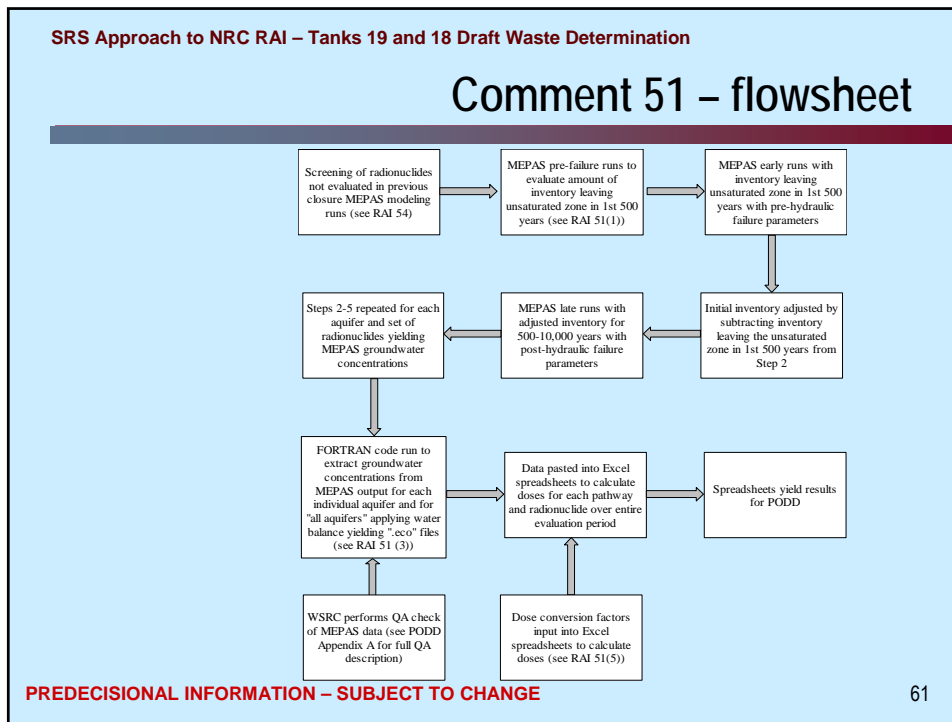 SRS Approach to NRC RAI – Tanks 19 and 18 Draft Waste Determination
Comment 51 – flowsheet
Screening of radionuclides
not evaluated in previous
closure MEPAS modeling
runs (see RAI 54)
MEPAS pre-failure runs to
evaluate amount of
inventory leaving
unsaturated zone in 1st 500
years (see RAI 51(1))
MEPAS early runs with
inventory leaving
unsaturated zone in 1st 500
years with pre-hydraulic
failure parameters
Initial inventory adjusted by
subtracting inventory
leaving the unsaturated
zone in 1st 500 years from
Step 2
MEPAS late runs with
adjusted inventory for
500-10,000 years with
post-hydraulic failure
parameters
Steps 2-5 repeated for each
aquifer and set of
radionuclides yielding
MEPAS groundwater
concentrations
FORTRAN code run to
extract groundwater
concentrations from
MEPAS output for each
individual aquifer and for
"all aquifers" applying water
balance yielding ".eco" files
(see RAI 51 (3))
Data pasted into Excel
spreadsheets to calculate
doses for each pathway
and radionuclide over entire
evaluation period
Spreadsheets yield results
for PODD
WSRC performs QA check
of MEPAS data (see PODD
Appendix A for full QA
description)
Dose conversion factors
input into Excel
spreadsheets to calculate
doses (see RAI 51(5))
PREDECISIONAL INFORMATION – SUBJECT TO CHANGE
61